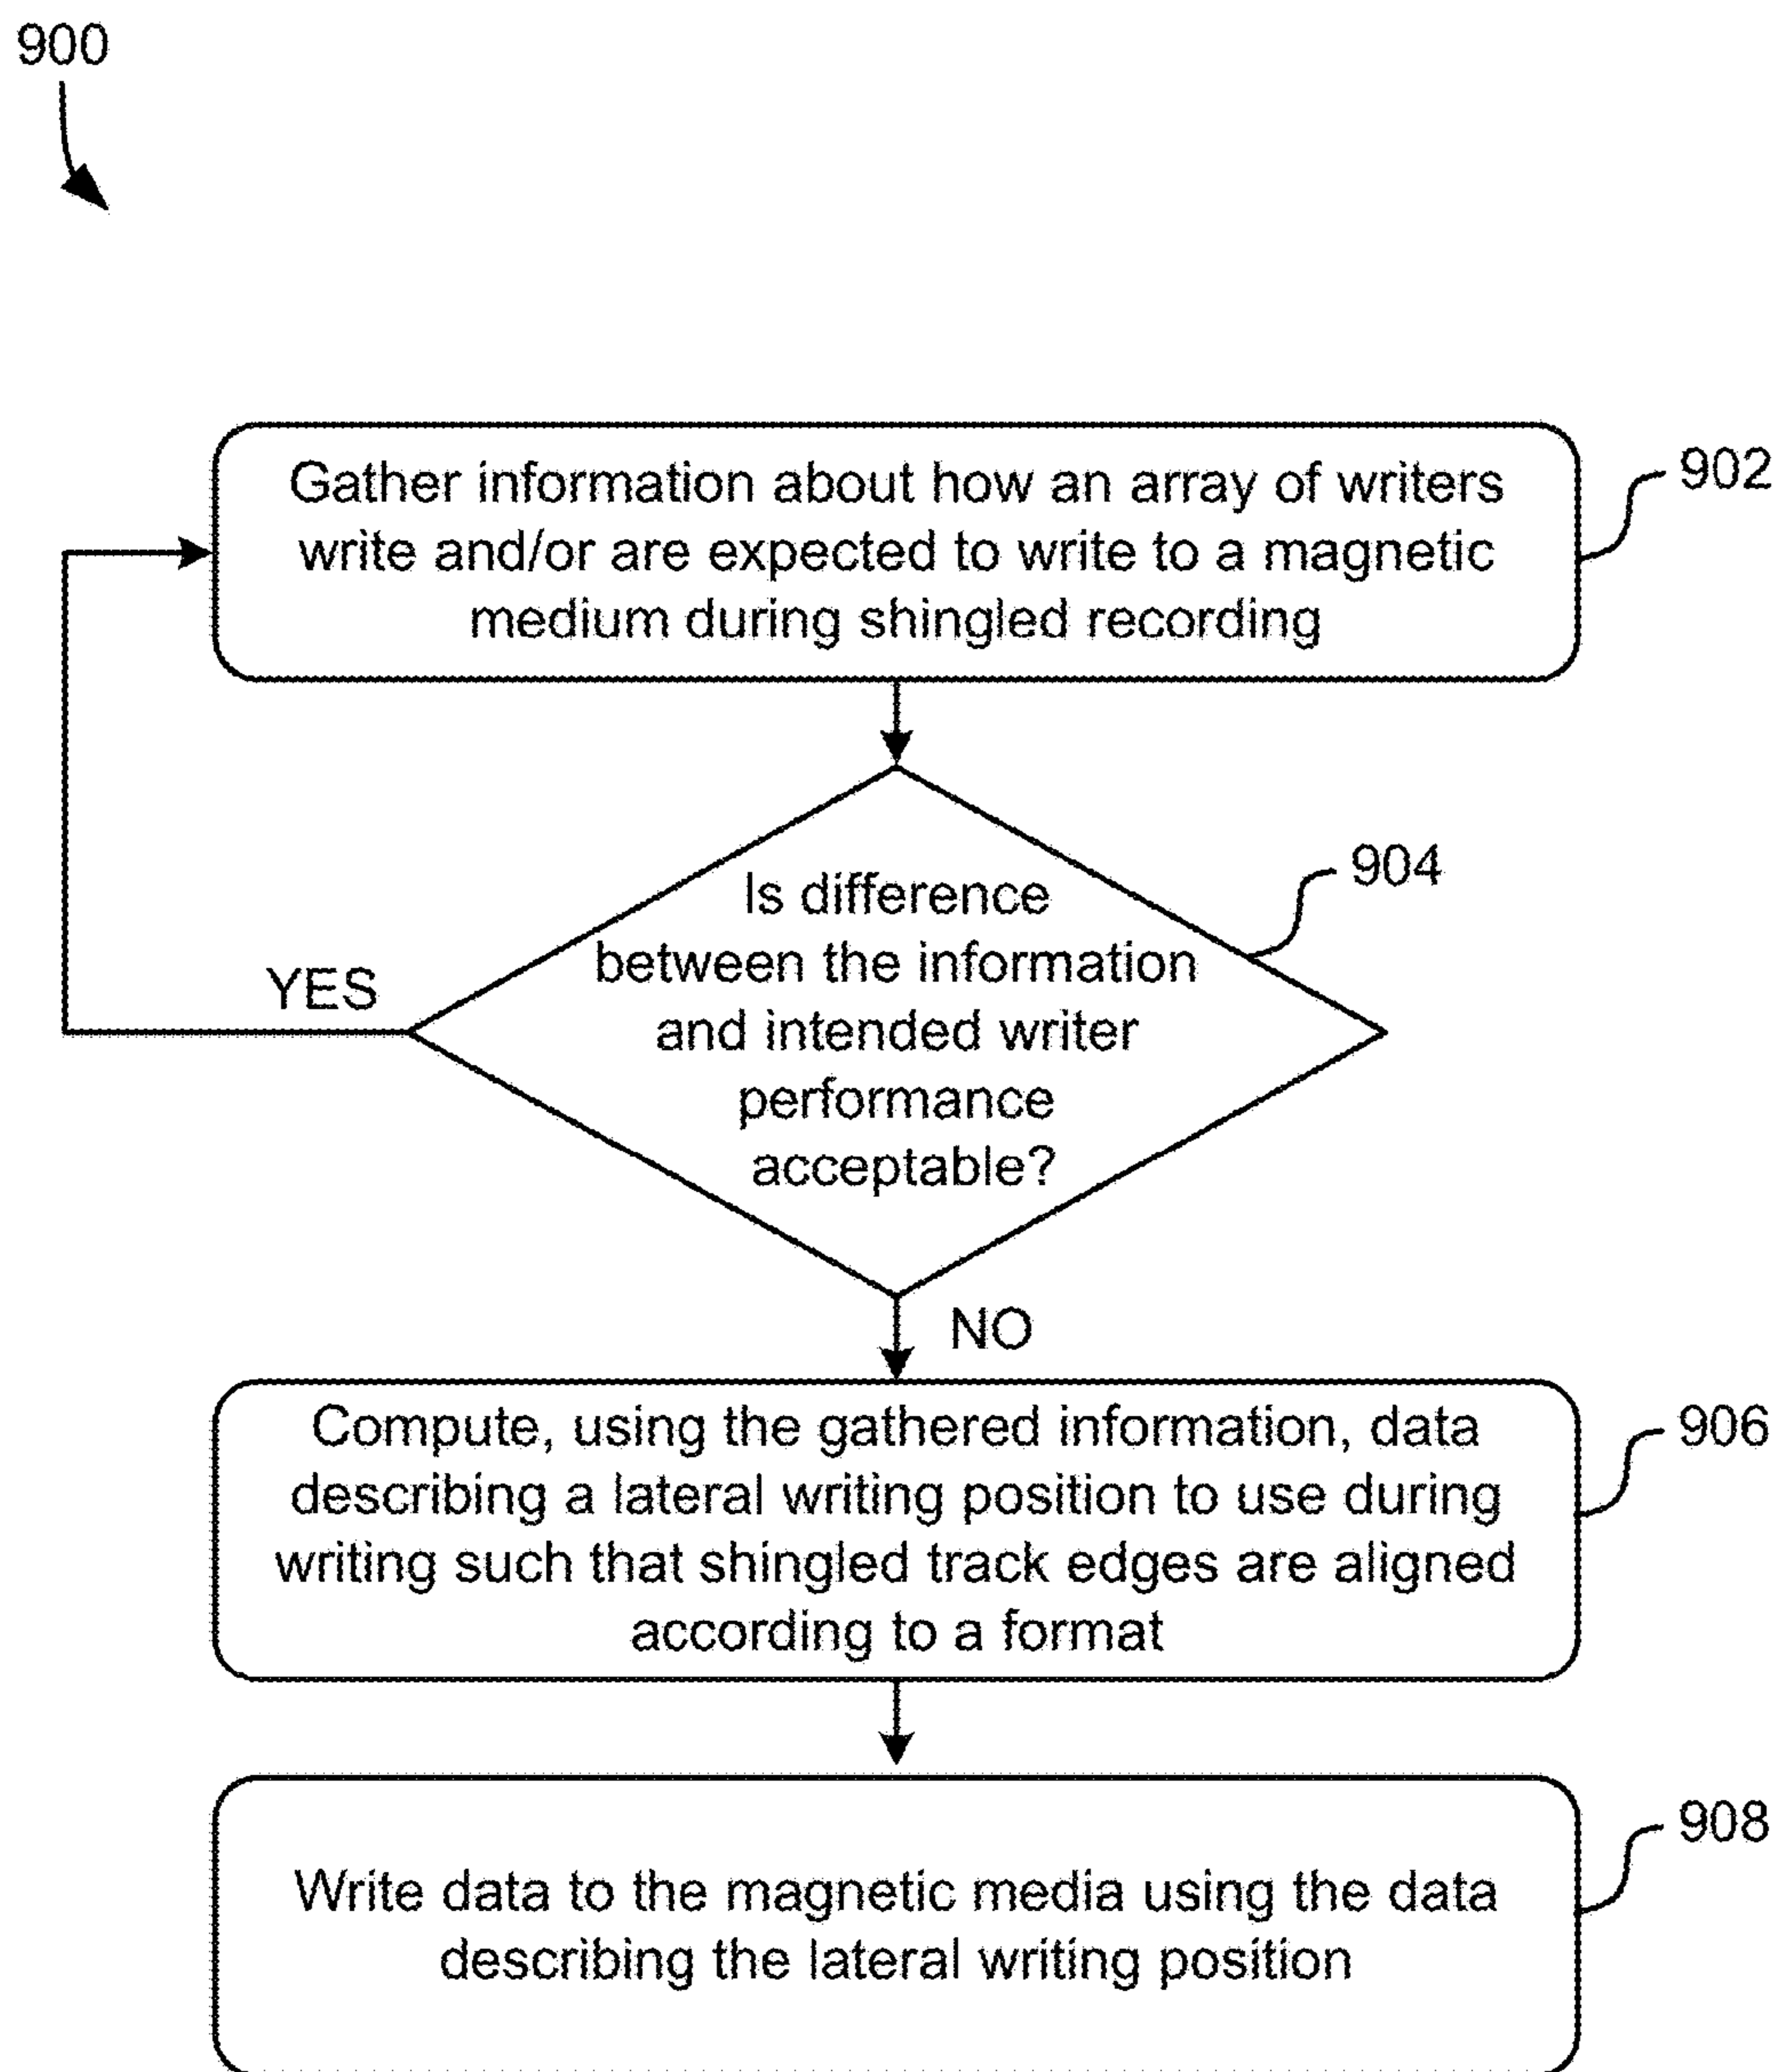 900
Gather information about how an array of writers
write and/or are expected to write to a magnetic
medium during shingled recording
902
Is difference
between the information
and intended writer
performance
acceptable?
904
YES
NO
Compute, using the gathered information, data
describing a lateral writing position to use during
writing such that shingled track edges are aligned
according to a format
906
Write data to the magnetic media using the data
describing the lateral writing position
908